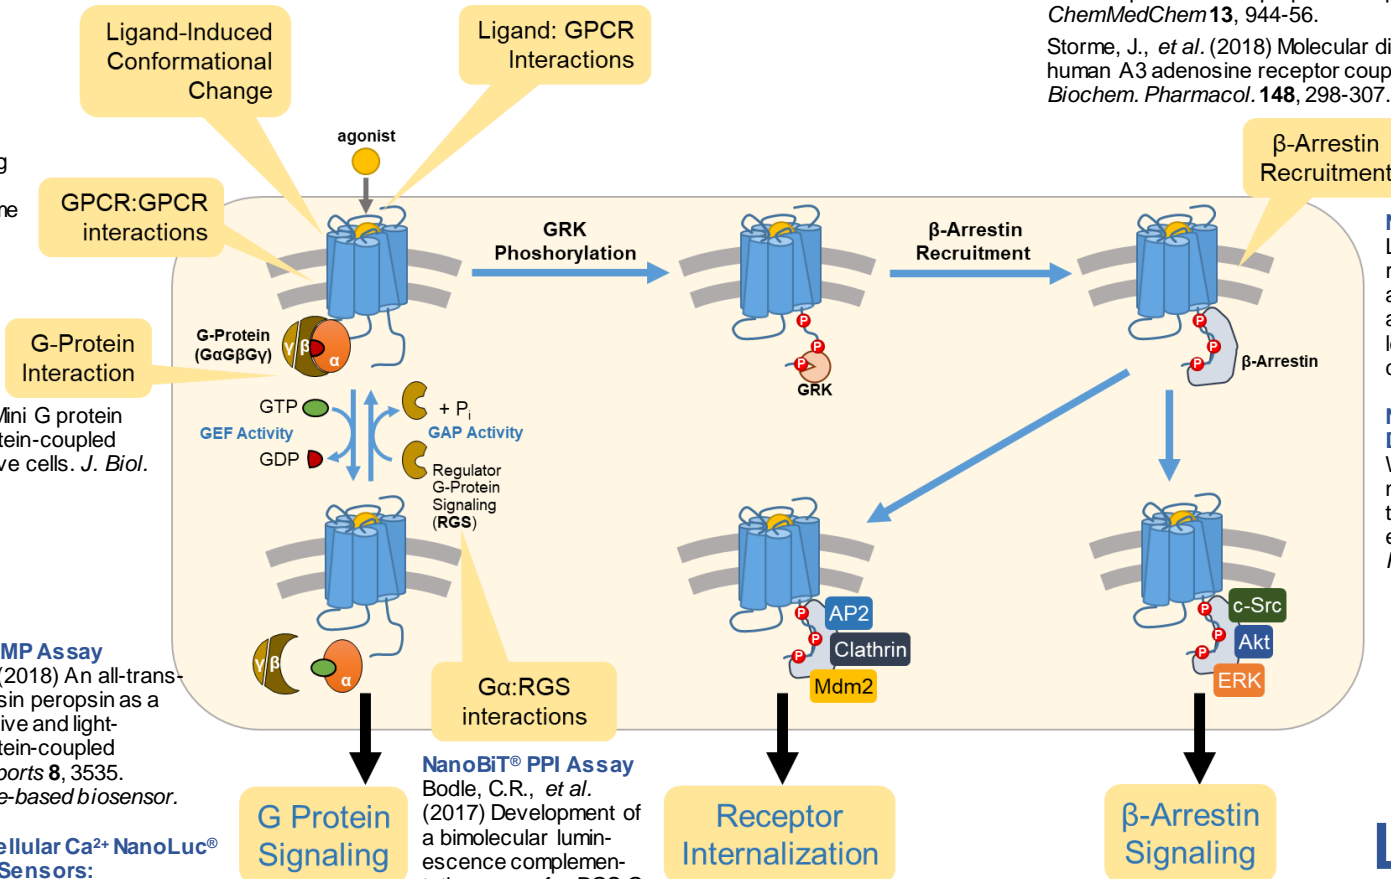 ChemMedChem 13, 944-56.
Storme, J., et al. (2018) Molecular di
human A3 adenosine receptor coup
Biochem. Pharmacol. 148, 298-307.
Ligand-Induced
Conformational
Change
Ligand: GPCR
Interactions
agonist
β-Arrestin
Recruitment
GPCR:GPCR
interactions
GRK
Phoshorylation
β-Arrestin
Recruitment
G-Protein
Interaction
G-Protein
(GαGβGγ)
γ β
α
P
P
P
GRK
P
P
P
β-Arrestin
Mini G protein
tein-coupled
ve cells. J. Biol.
GTP
GEF Activity
GDP
+ Pi
GAP Activity
Regulator
G-Protein
Signaling
(RGS)
γ β
α
P
P
P
AP2
Clathrin
Mdm2
P
P
P
c-Src
Akt
ERK
MP Assay
(2018) An all-trans-
sin peropsin as a
ive and light-
tein-coupled
ports 8, 3535.
e-based biosensor.
Gα:RGS
interactions
NanoBiT® PPI Assay
Bodle, C.R., et al.
(2017) Development of
a bimolecular lumin-
escence complemen-
G Protein
Signaling
Receptor
Internalization
β-Arrestin
Signaling
ellular Ca2+ NanoLuc®
Sensors: